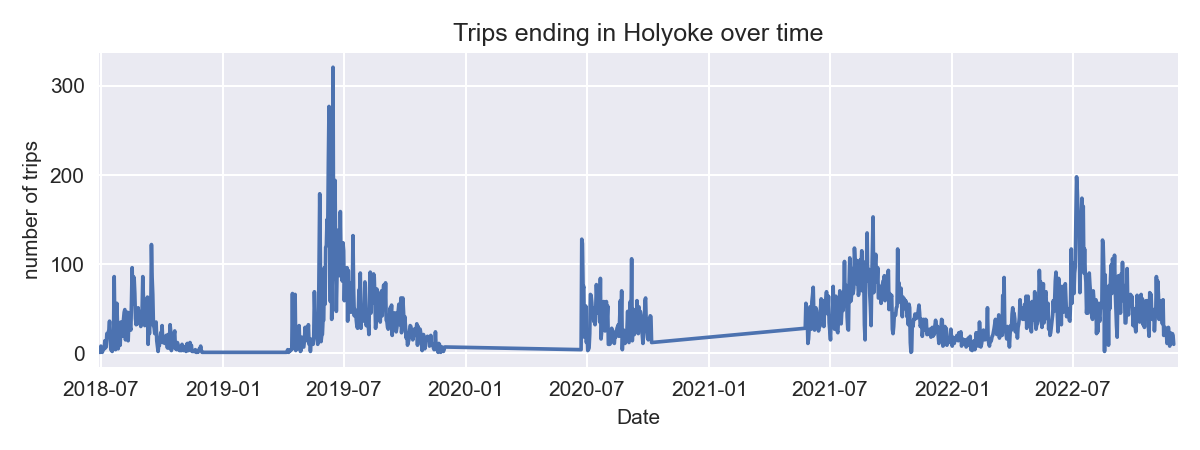 Trips ending in Holyoke over time
number of trips
300
200
100
0
2018-07 2019-01 2019-07 2020-01 2020-07 2021-01 2021-07 2022-01 2022-07
Date